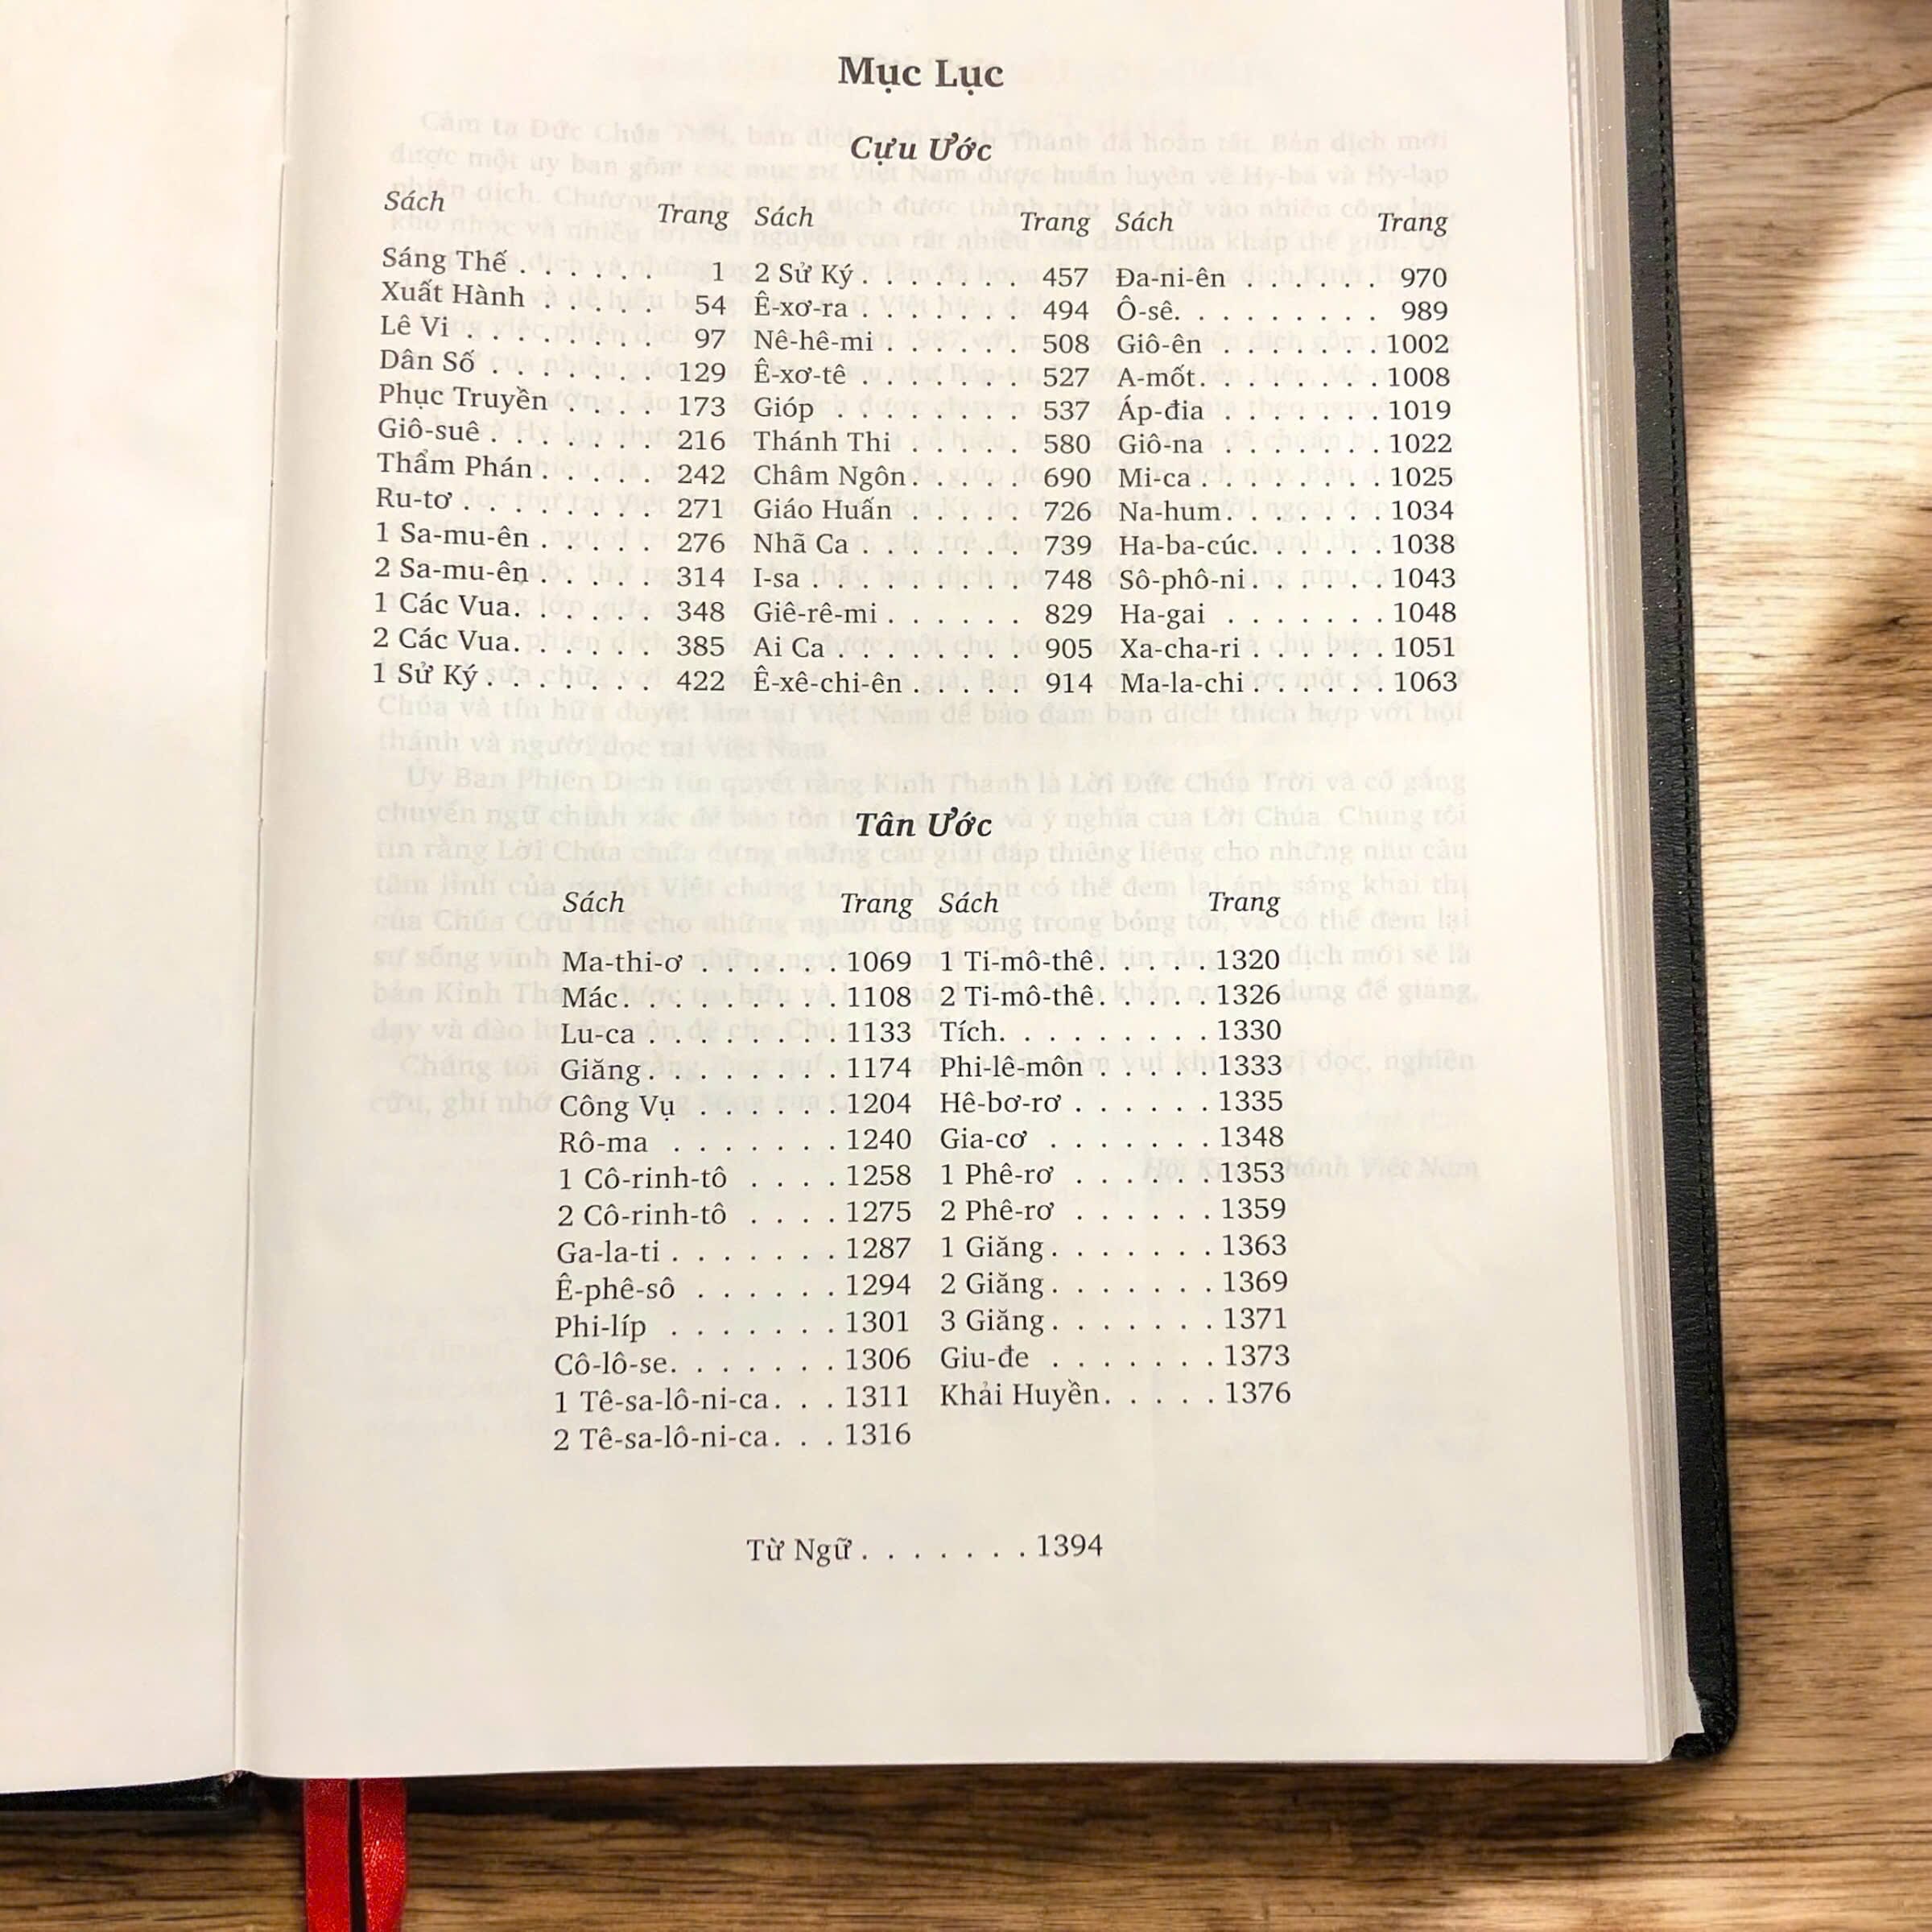 Mục Lục
Cựu Ước
Sách Trang Sách Trang Sách Trang
Sáng Thế . . . . . . 1 2 Sử Ký . . . . . . . 457 Đa-ni-ên . . . . . . 970
Xuất Hành . . . . . 54 Ê-xơ-ra . . . . . . . 494 Ô-sê. . . . . . . . . 989
Lê Vi . . . . . . . . 97 Nê-hê-mi . . . . . . 508 Giô-ên . . . . . . . 1002
Dân Số . . . . . . . 129 Ê-xơ-tê . . . . . . . 527 A-mốt. . . . . . . . 1008
Phục Truyền . . . . 173 Gióp . . . . . . . . 537 Áp-đia . . . . . . . 1019
Giô-suê . . . . . . . 216 Thánh Thi . . . . . 580 Giô-na . . . . . . . 1022
Thẩm Phán . . . . . 242 Châm Ngôn. . . . . 690 Mi-ca . . . . . . . . 1025
Ru-tơ . . . . . . . . 271 Giáo Huấn . . . . . 726 Na-hum. . . . . . . 1034
1 Sa-mu-ên . . . . . 276 Nhã Ca . . . . . . . 739 Ha-ba-cúc. . . . . . 1038
2 Sa-mu-ên . . . . . 314 I-sa . . . . . . . . . 748 Sô-phô-ni . . . . . . 1043
1 Các Vua. . . . . . 348 Giê-rê-mi . . . . . . 829 Ha-gai . . . . . . . 1048
2 Các Vua. . . . . . 385 Ai Ca . . . . . . . . 905 Xa-cha-ri . . . . . . 1051
1 Sử Ký . . . . . . . 422 Ê-xê-chi-ên . . . . . 914 Ma-la-chi . . . . . . 1063
Tân Ước
Sách Trang Sách Trang
Ma-thi-ơ . . . . . . 1069 1 Ti-mô-thê. . . . . 1320
Mác. . . . . . . . . 1108 2 Ti-mô-thê. . . . . 1326
Lu-ca . . . . . . . . 1133 Tích. . . . . . . . . 1330
Giăng. . . . . . . . 1174 Phi-lê-môn . . . . . 1333
Công Vụ . . . . . . 1204 Hê-bơ-rơ . . . . . . 1335
Rô-ma . . . . . . . 1240 Gia-cơ . . . . . . . 1348
1 Cô-rinh-tô . . . . 1258 1 Phê-rơ . . . . . . 1353
2 Cô-rinh-tô . . . . 1275 2 Phê-rơ . . . . . . 1359
Ga-la-ti . . . . . . . 1287 1 Giăng. . . . . . . 1363
Ê-phê-sô . . . . . . 1294 2 Giăng. . . . . . . 1369
Phi-líp . . . . . . . 1301 3 Giăng. . . . . . . 1371
Cô-lô-se. . . . . . . 1306 Giu-đe . . . . . . . 1373
1 Tê-sa-lô-ni-ca. . . 1311 Khải Huyền. . . . . 1376
2 Tê-sa-lô-ni-ca. . . 1316
Từ Ngữ . . . . . . . 1394